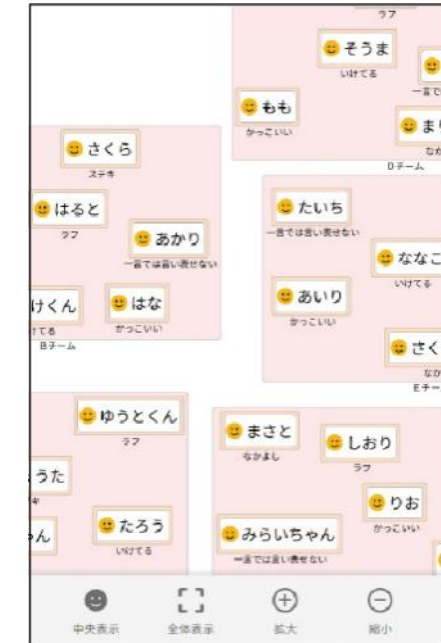 ラフ
そうま
いけてる
もも
かっこいい
一言で
まり
なか
Dチーム
さくら
ステキ
はると
ラフ
あかり
一言では言い表せない
けくん
けてる
はな
かっこいい
Bチーム
たいち
一言では言い表せない
ななこ
いけてる
あいり
かっこいい
さく
なか
Eチー
ゆうとくん
ラフ
うた
キ
ゃん
たろう
いけてる
まさと
なかよし
しおり
ラフ
りお
かっこいい
みらいちゃん
一言では言い表せない
中央表示
全体表示
拡大
縮小